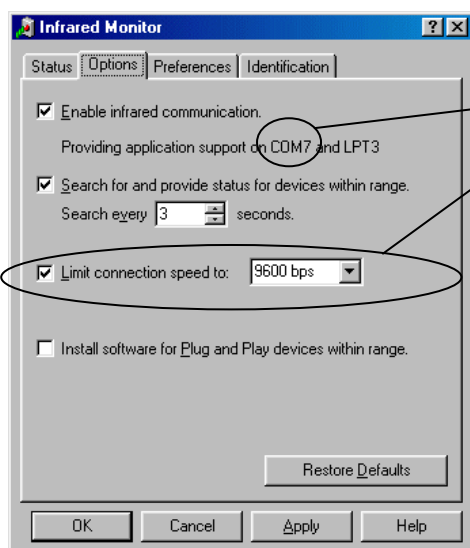 Infrared Monitor
Status Options Preferences Identification
Enable infrared communication.
Providing application support on COM7 and LPT3
Search for and provide status for devices within range.
Search every 3 seconds.
Limit connection speed to: 9600 bps
Install software for Plug and Play devices within range.
Restore Defaults
OK Cancel Apply Help